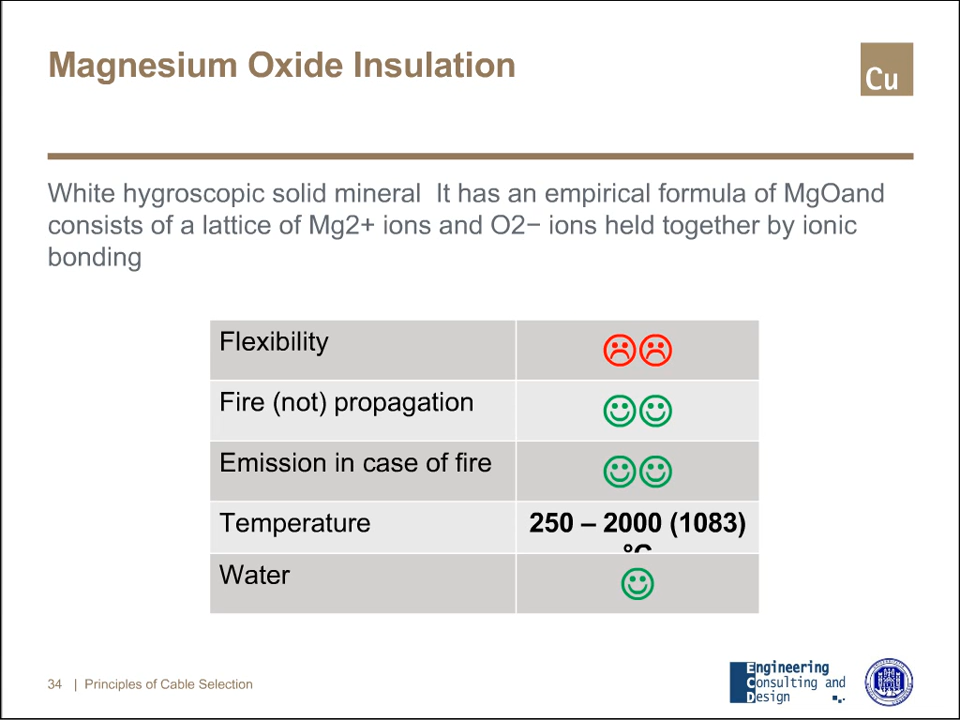 Magnesium Oxide Insulation
Cu
White hygroscopic solid mineral  It has an empirical formula of MgOand
consists of a lattice of Mg2+ ions and O2− ions held together by ionic
bonding
Flexibility
Fire (not) propagation
Emission in case of fire
Temperature
250 – 2000 (1083)
°C
Water
34 | Principles of Cable Selection
Engineering
Consulting and
Design